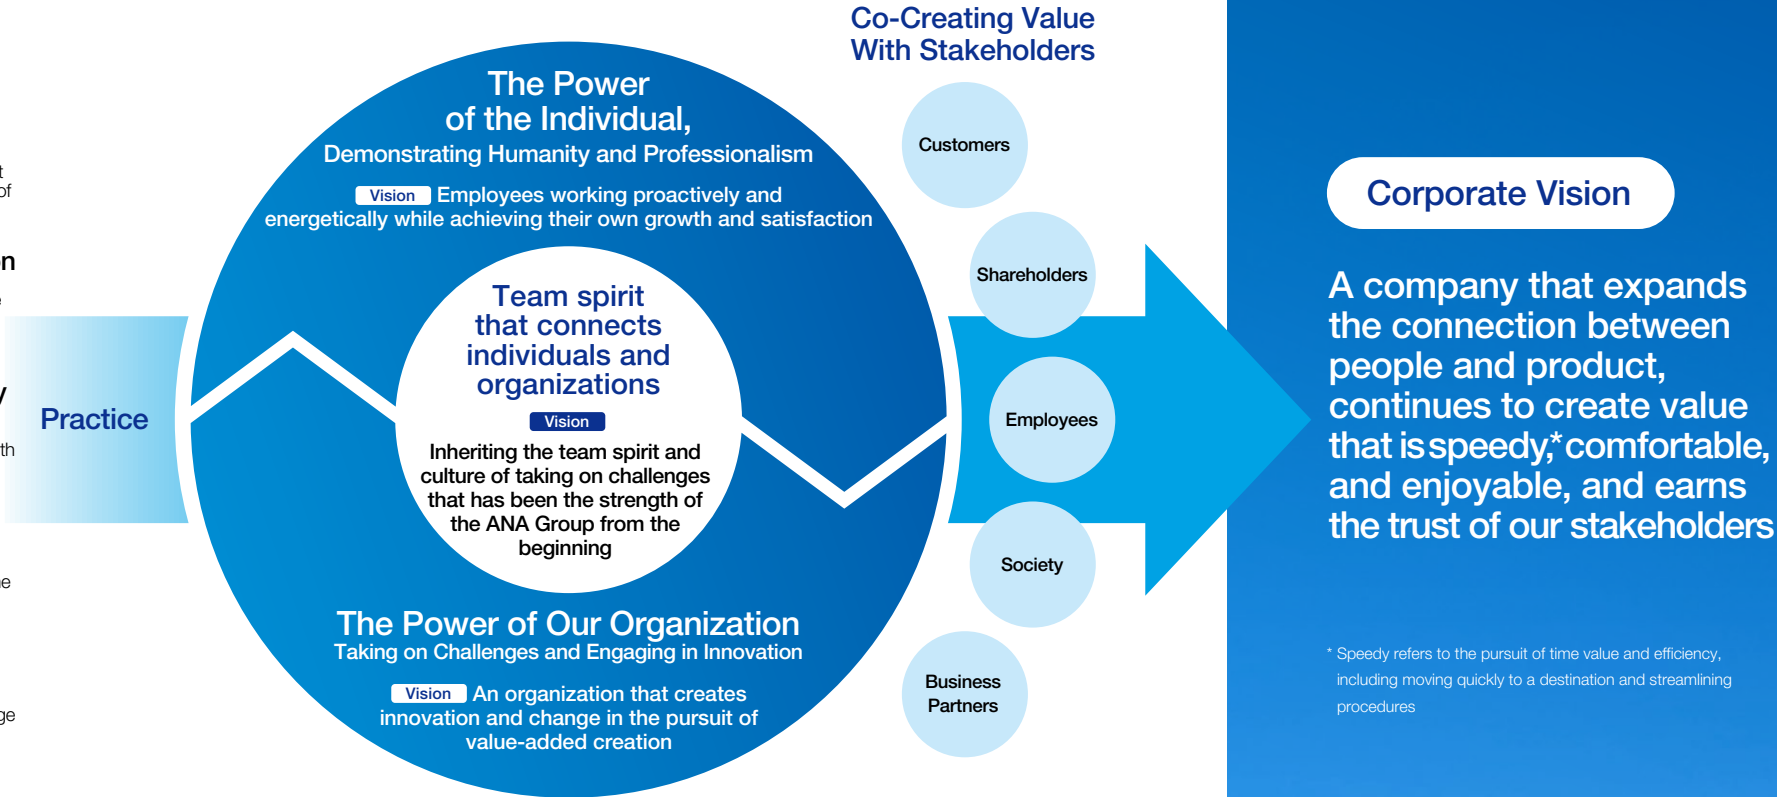 t
of
on
th
ne
ge
Practice
The Power
of the Individual,
Demonstrating Humanity and Professionalism
Vision Employees working proactively and
energetically while achieving their own growth and satisfaction
Team spirit
that connects
individuals and
organizations
Vision
Inheriting the team spirit and
culture of taking on challenges
that has been the strength of
the ANA Group from the
beginning
The Power of Our Organization
Taking on Challenges and Engaging in Innovation
Vision An organization that creates
innovation and change in the pursuit of
value-added creation
Co-Creating Value
With Stakeholders
Customers
Shareholders
Employees
Society
Business
Partners
Corporate Vision
A company that expands
the connection between
people and product,
continues to create value
that is speedy,* comfortable,
and enjoyable, and earns
the trust of our stakeholders
* Speedy refers to the pursuit of time value and efficiency,
including moving quickly to a destination and streamlining
procedures